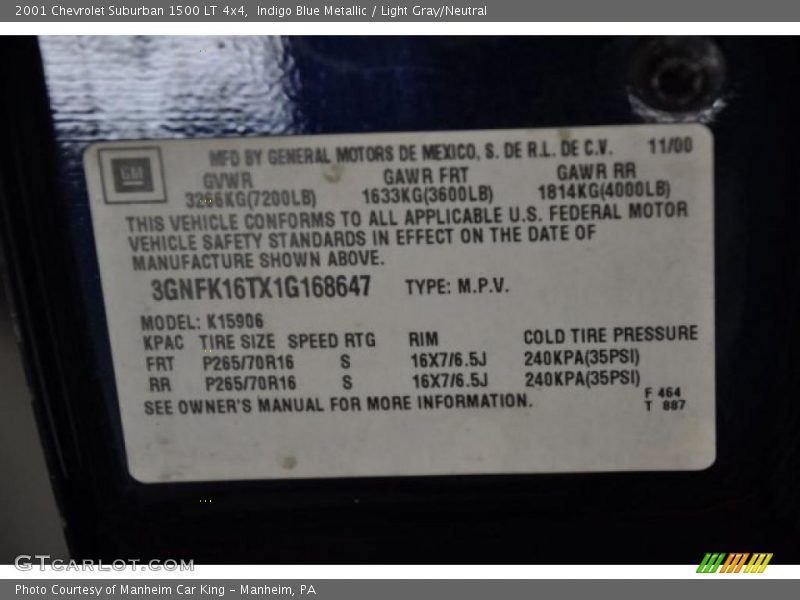 2001 Chevrolet Suburban 1500 LT 4x4,  Indigo Blue Metallic / Light Gray/Neutral
GM MFD BY GENERAL MOTORS DE MEXICO, S. DE R.L. DE C.V. 11/00
GVWR GAWR FRT GAWR RR
3266KG(7200LB) 1633KG(3600LB) 1814KG(4000LB)
THIS VEHICLE CONFORMS TO ALL APPLICABLE U.S. FEDERAL MOTOR
VEHICLE SAFETY STANDARDS IN EFFECT ON THE DATE OF
MANUFACTURE SHOWN ABOVE.
3GNFK16TX1G168647 TYPE: M.P.V.
MODEL: K15906
KPAC TIRE SIZE SPEED RTG RIM COLD TIRE PRESSURE
FRT P265/70R16 S 16X7/6.5J 240KPA(35PSI)
RR P265/70R16 S 16X7/6.5J 240KPA(35PSI)
SEE OWNER'S MANUAL FOR MORE INFORMATION.
F 464
T 887
GTCARLOT.COM
Photo Courtesy of Manheim Car King - Manheim, PA